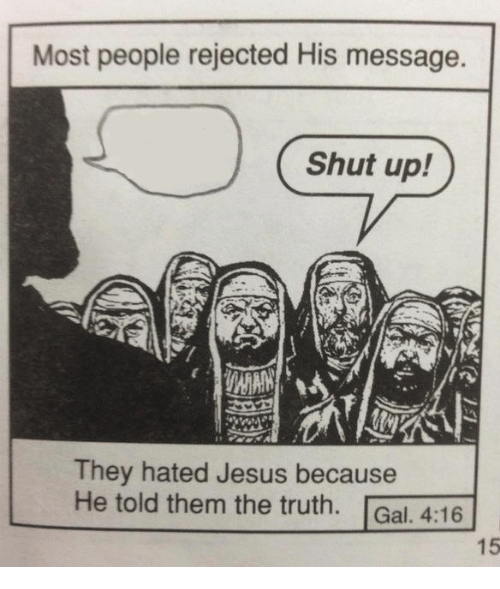 Most people rejected His message.
Shut up!
They hated Jesus because
He told them the truth.
Gal. 4:16
15